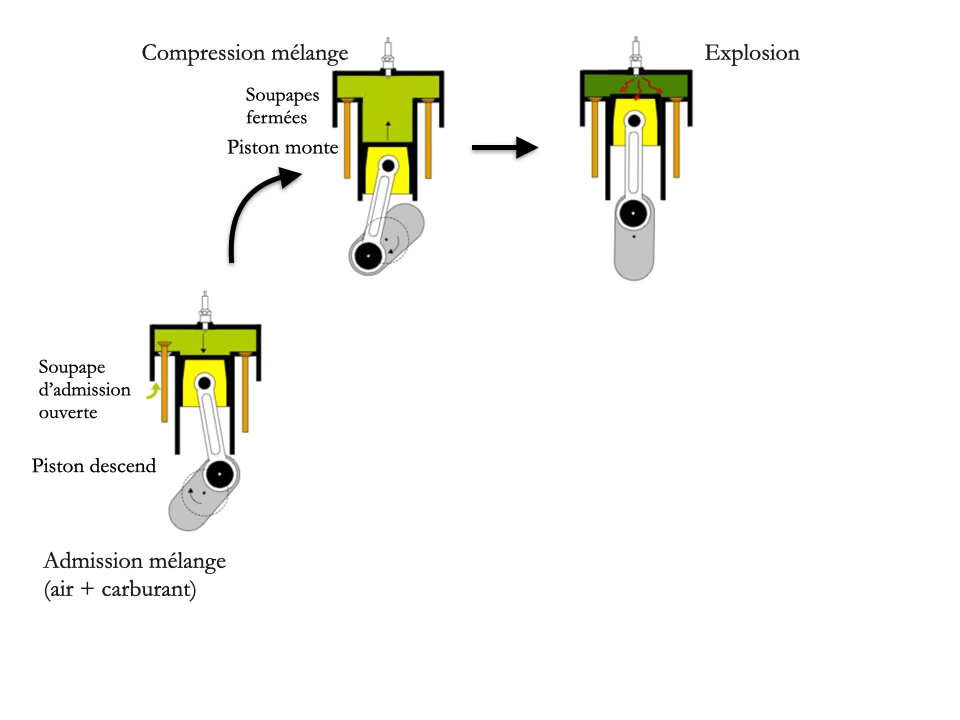 Compression mélange
Explosion
Soupapes
fermées
Piston monte
Soupape
d’admission
ouverte
Piston descend
Admission mélange
(air + carburant)